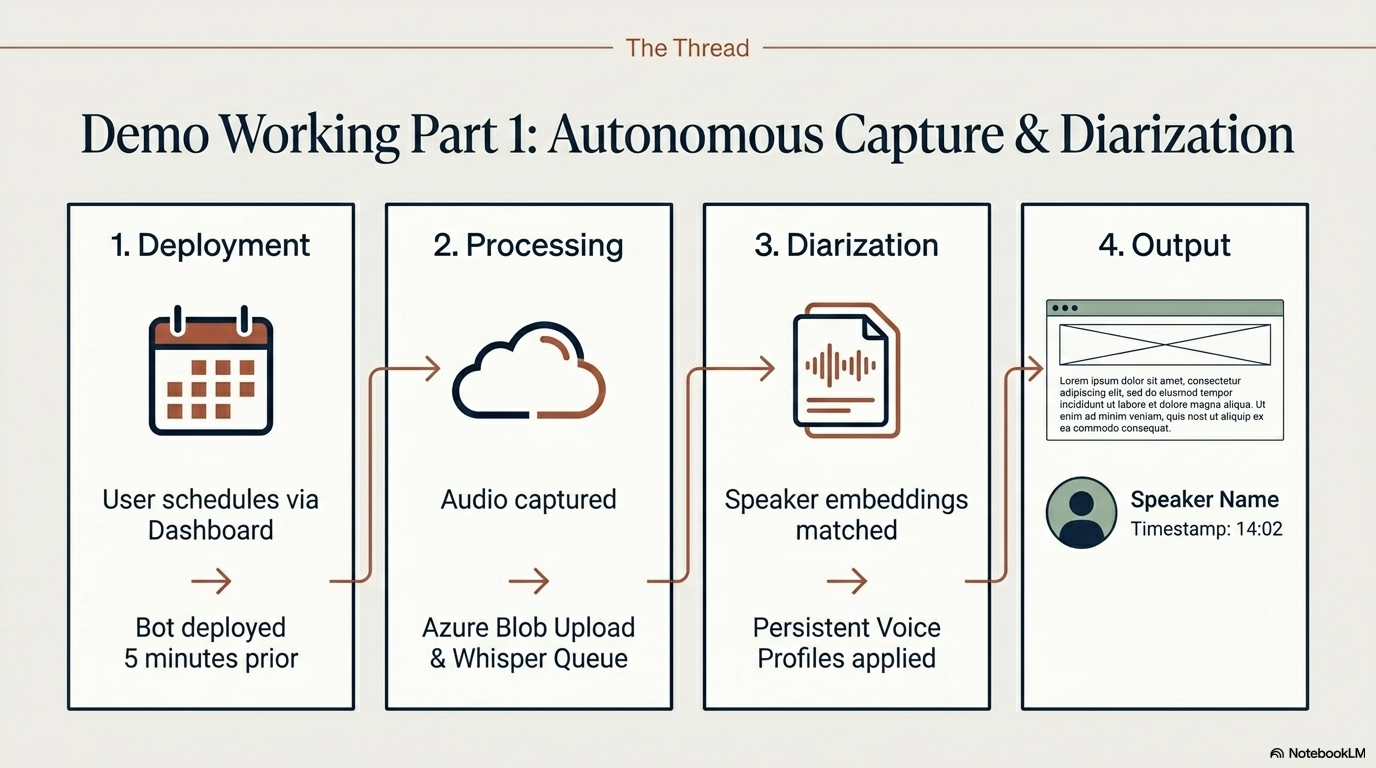 The Thread
Demo Working Part 1: Autonomous Capture & Diarization
1. Deployment
User schedules via
Dashboard
Bot deployed
5 minutes prior
2. Processing
Audio captured
Azure Blob Upload
& Whisper Queue
3. Diarization
Speaker embeddings
matched
Persistent Voice
Profiles applied
4. Output
Lorem ipsum dolor sit amet, consectetur
adipiscing elit, sed do eiusmod tempor
incididunt ut labore et dolore magna aliqua. Ut
enim ad minim veniam, quis nost ut aliquip ex
ea commodo consequat.
Speaker Name
Timestamp: 14:02
NotebookLM